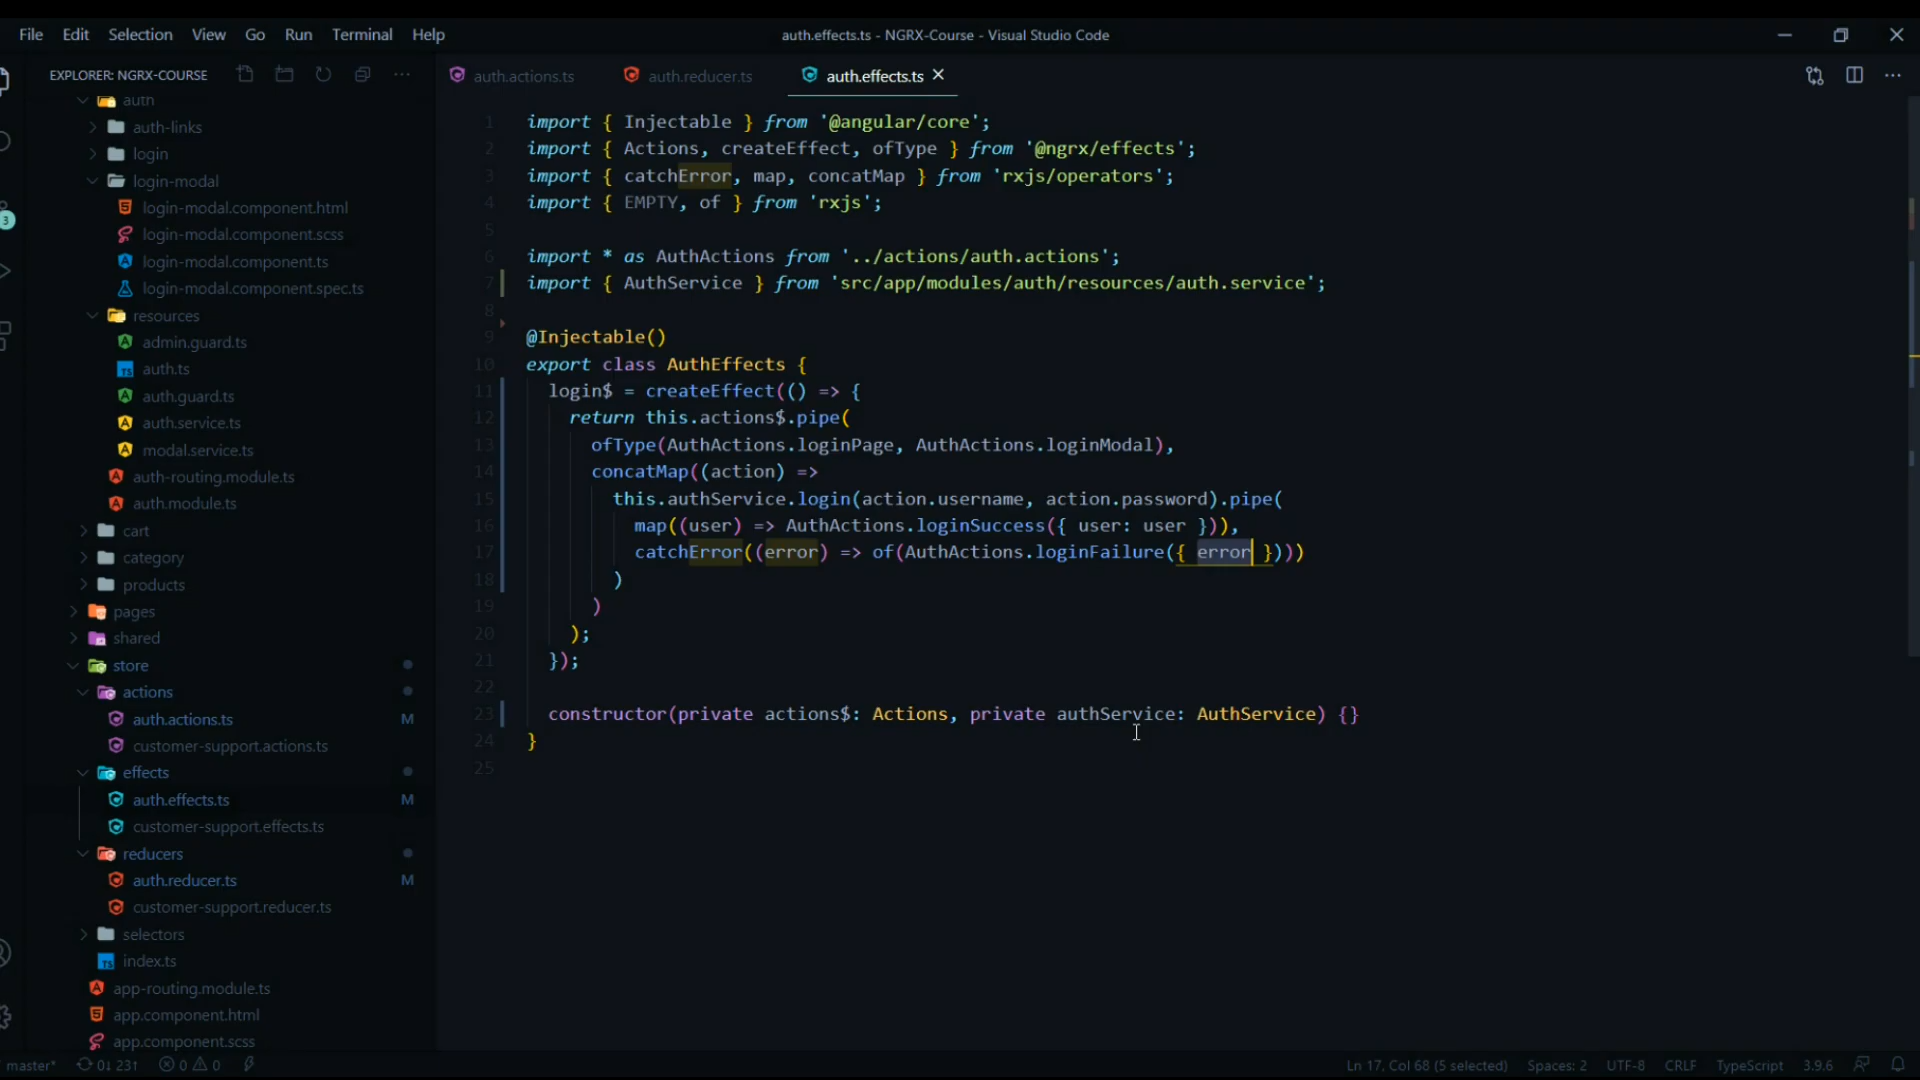 File Edit Selection View Go Run Terminal Help
auth.effects.ts - NGRX-Course - Visual Studio Code
EXPLORER: NGRX-COURSE
auth
auth-links
login
login-modal
login-modal.component.html
login-modal.component.scss
login-modal.component.ts
login-modal.component.spec.ts
resources
admin.guard.ts
auth.ts
auth.guard.ts
auth.service.ts
modal.service.ts
auth-routing.module.ts
auth.module.ts
cart
category
products
pages
shared
store
actions
auth.actions.ts M
customer-support.actions.ts
effects
auth.effects.ts M
customer-support.effects.ts
reducers
auth.reducer.ts M
customer-support.reducer.ts
selectors
index.ts
app-routing.module.ts
app.component.html
app.component.scss
3
auth.actions.ts auth.reducer.ts auth.effects.ts
1 import { Injectable } from '@angular/core';
2 import { Actions, createEffect, ofType } from '@ngrx/effects';
3 import { catchError, map, concatMap } from 'rxjs/operators';
4 import { EMPTY, of } from 'rxjs';
5
6 import * as AuthActions from '../actions/auth.actions';
7 import { AuthService } from 'src/app/modules/auth/resources/auth.service';
8
9 @Injectable()
10 export class AuthEffects {
11 login$ = createEffect(() => {
12 return this.actions$.pipe(
13 ofType(AuthActions.loginPage, AuthActions.loginModal),
14 concatMap((action) =>
15 this.authService.login(action.username, action.password).pipe(
16 map((user) => AuthActions.loginSuccess({ user: user })),
17 catchError((error) => of(AuthActions.loginFailure({ error })))
18 )
19 )
20 );
21 });
22
23 constructor(private actions$: Actions, private authService: AuthService) {}
24 }
25
master* 0↓ 23↑ 0 0 Ln 17, Col 68 (5 selected) Spaces: 2 UTF-8 CRLF TypeScript 3.9.6